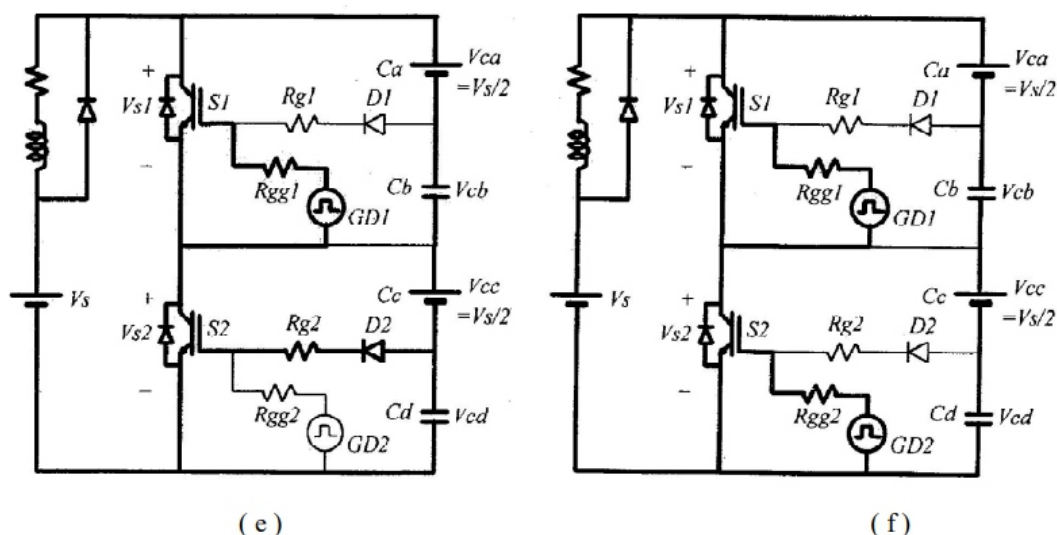 Ca
Vca
=Vs/2
+
Vs1
−
S1
Rg1
D1
Rgg1
GD1
Cb
Vcb
Vs
+
Vs2
−
S2
Rg2
D2
Rgg2
GD2
Cc
Vcc
=Vs/2
Cd
Vcd
(e)
Ca
Vca
=Vs/2
+
Vs1
−
S1
Rg1
D1
Rgg1
GD1
Cb
Vcb
Vs
+
Vs2
−
S2
Rg2
D2
Rgg2
GD2
Cc
Vcc
=Vs/2
Cd
Vcd
(f)